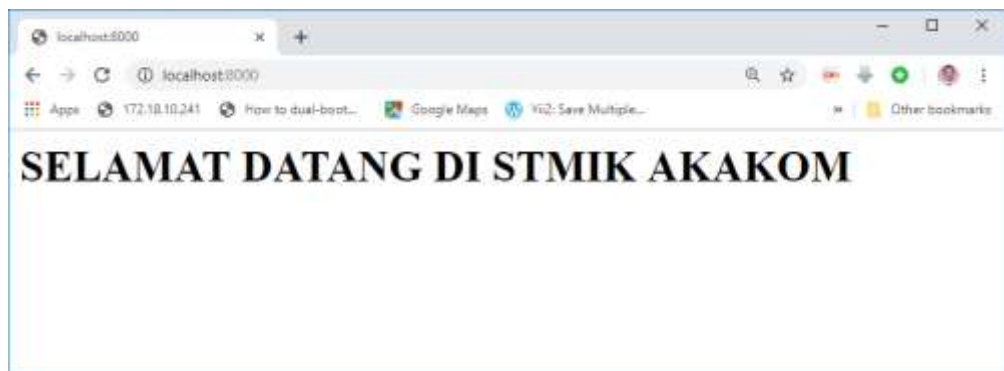 localhost:8000
localhost:8000
Apps 172.18.10.241 How to dual-boot... Google Maps Yii2: Save Multiple... » Other bookmarks
SELAMAT DATANG DI STMIK AKAKOM